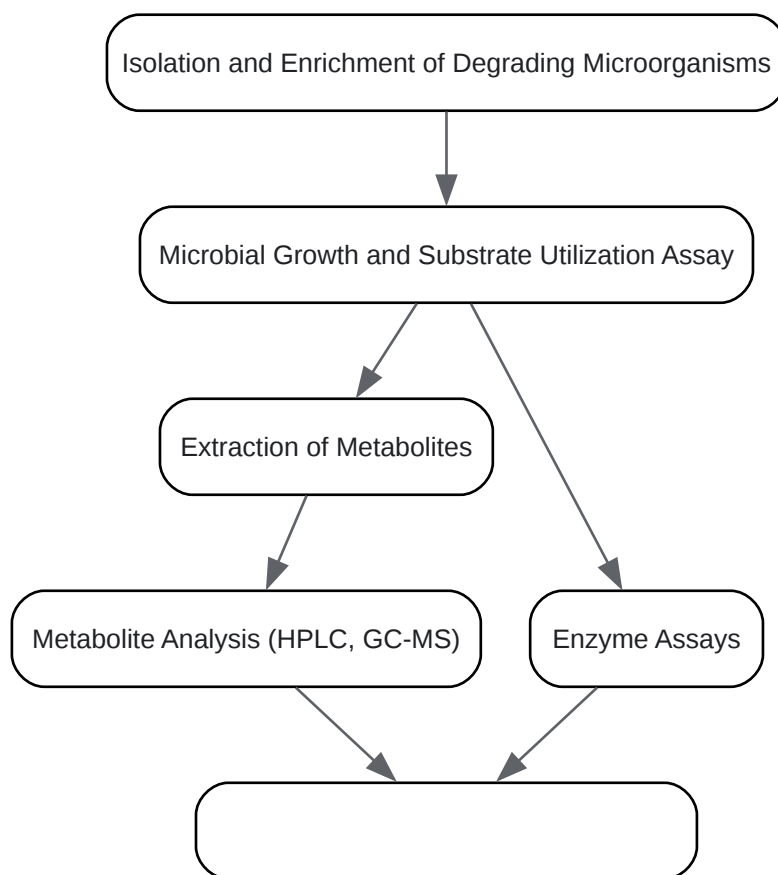 Isolation and Enrichment of Degrading Microorganisms
Microbial Growth and Substrate Utilization Assay
Extraction of Metabolites
Metabolite Analysis (HPLC, GC-MS)
Enzyme Assays